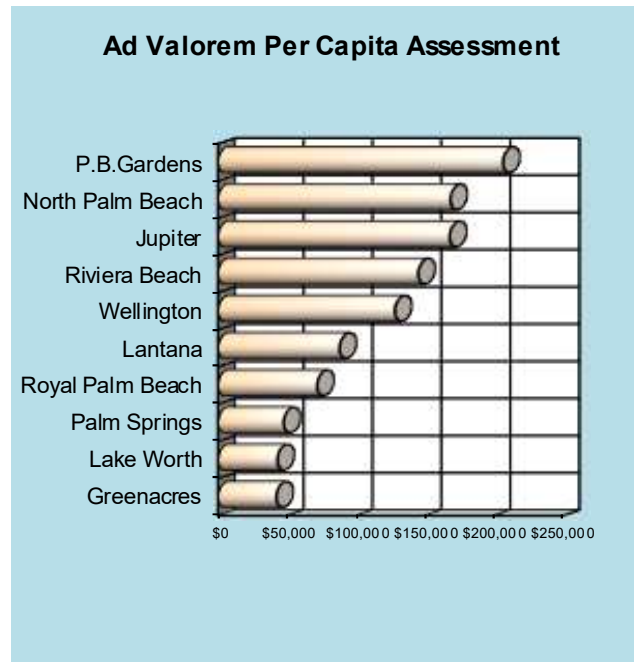 Ad Valorem Per Capita Assessment
P.B.Gardens
North Palm Beach
Jupiter
Riviera Beach
Wellington
Lantana
Royal Palm Beach
Palm Springs
Lake Worth
Greenacres
$0 $50,000 $100,000 $150,000 $200,000 $250,000